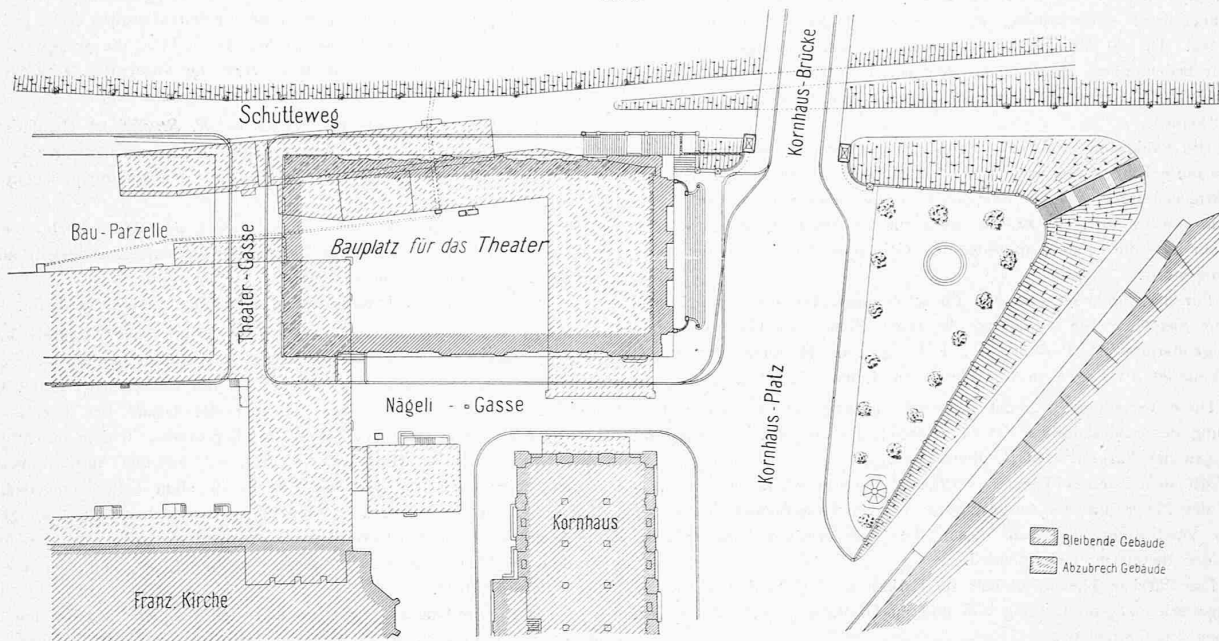 Kornhaus-Brücke
Schütteweg
Bau-Parzelle
Theater-Gasse
Bauplatz für das Theater
Nägeli-Gasse
Kornhaus-Platz
Kornhaus
Franz. Kirche
Bleibende Gebäude
Abzubrech Gebäude